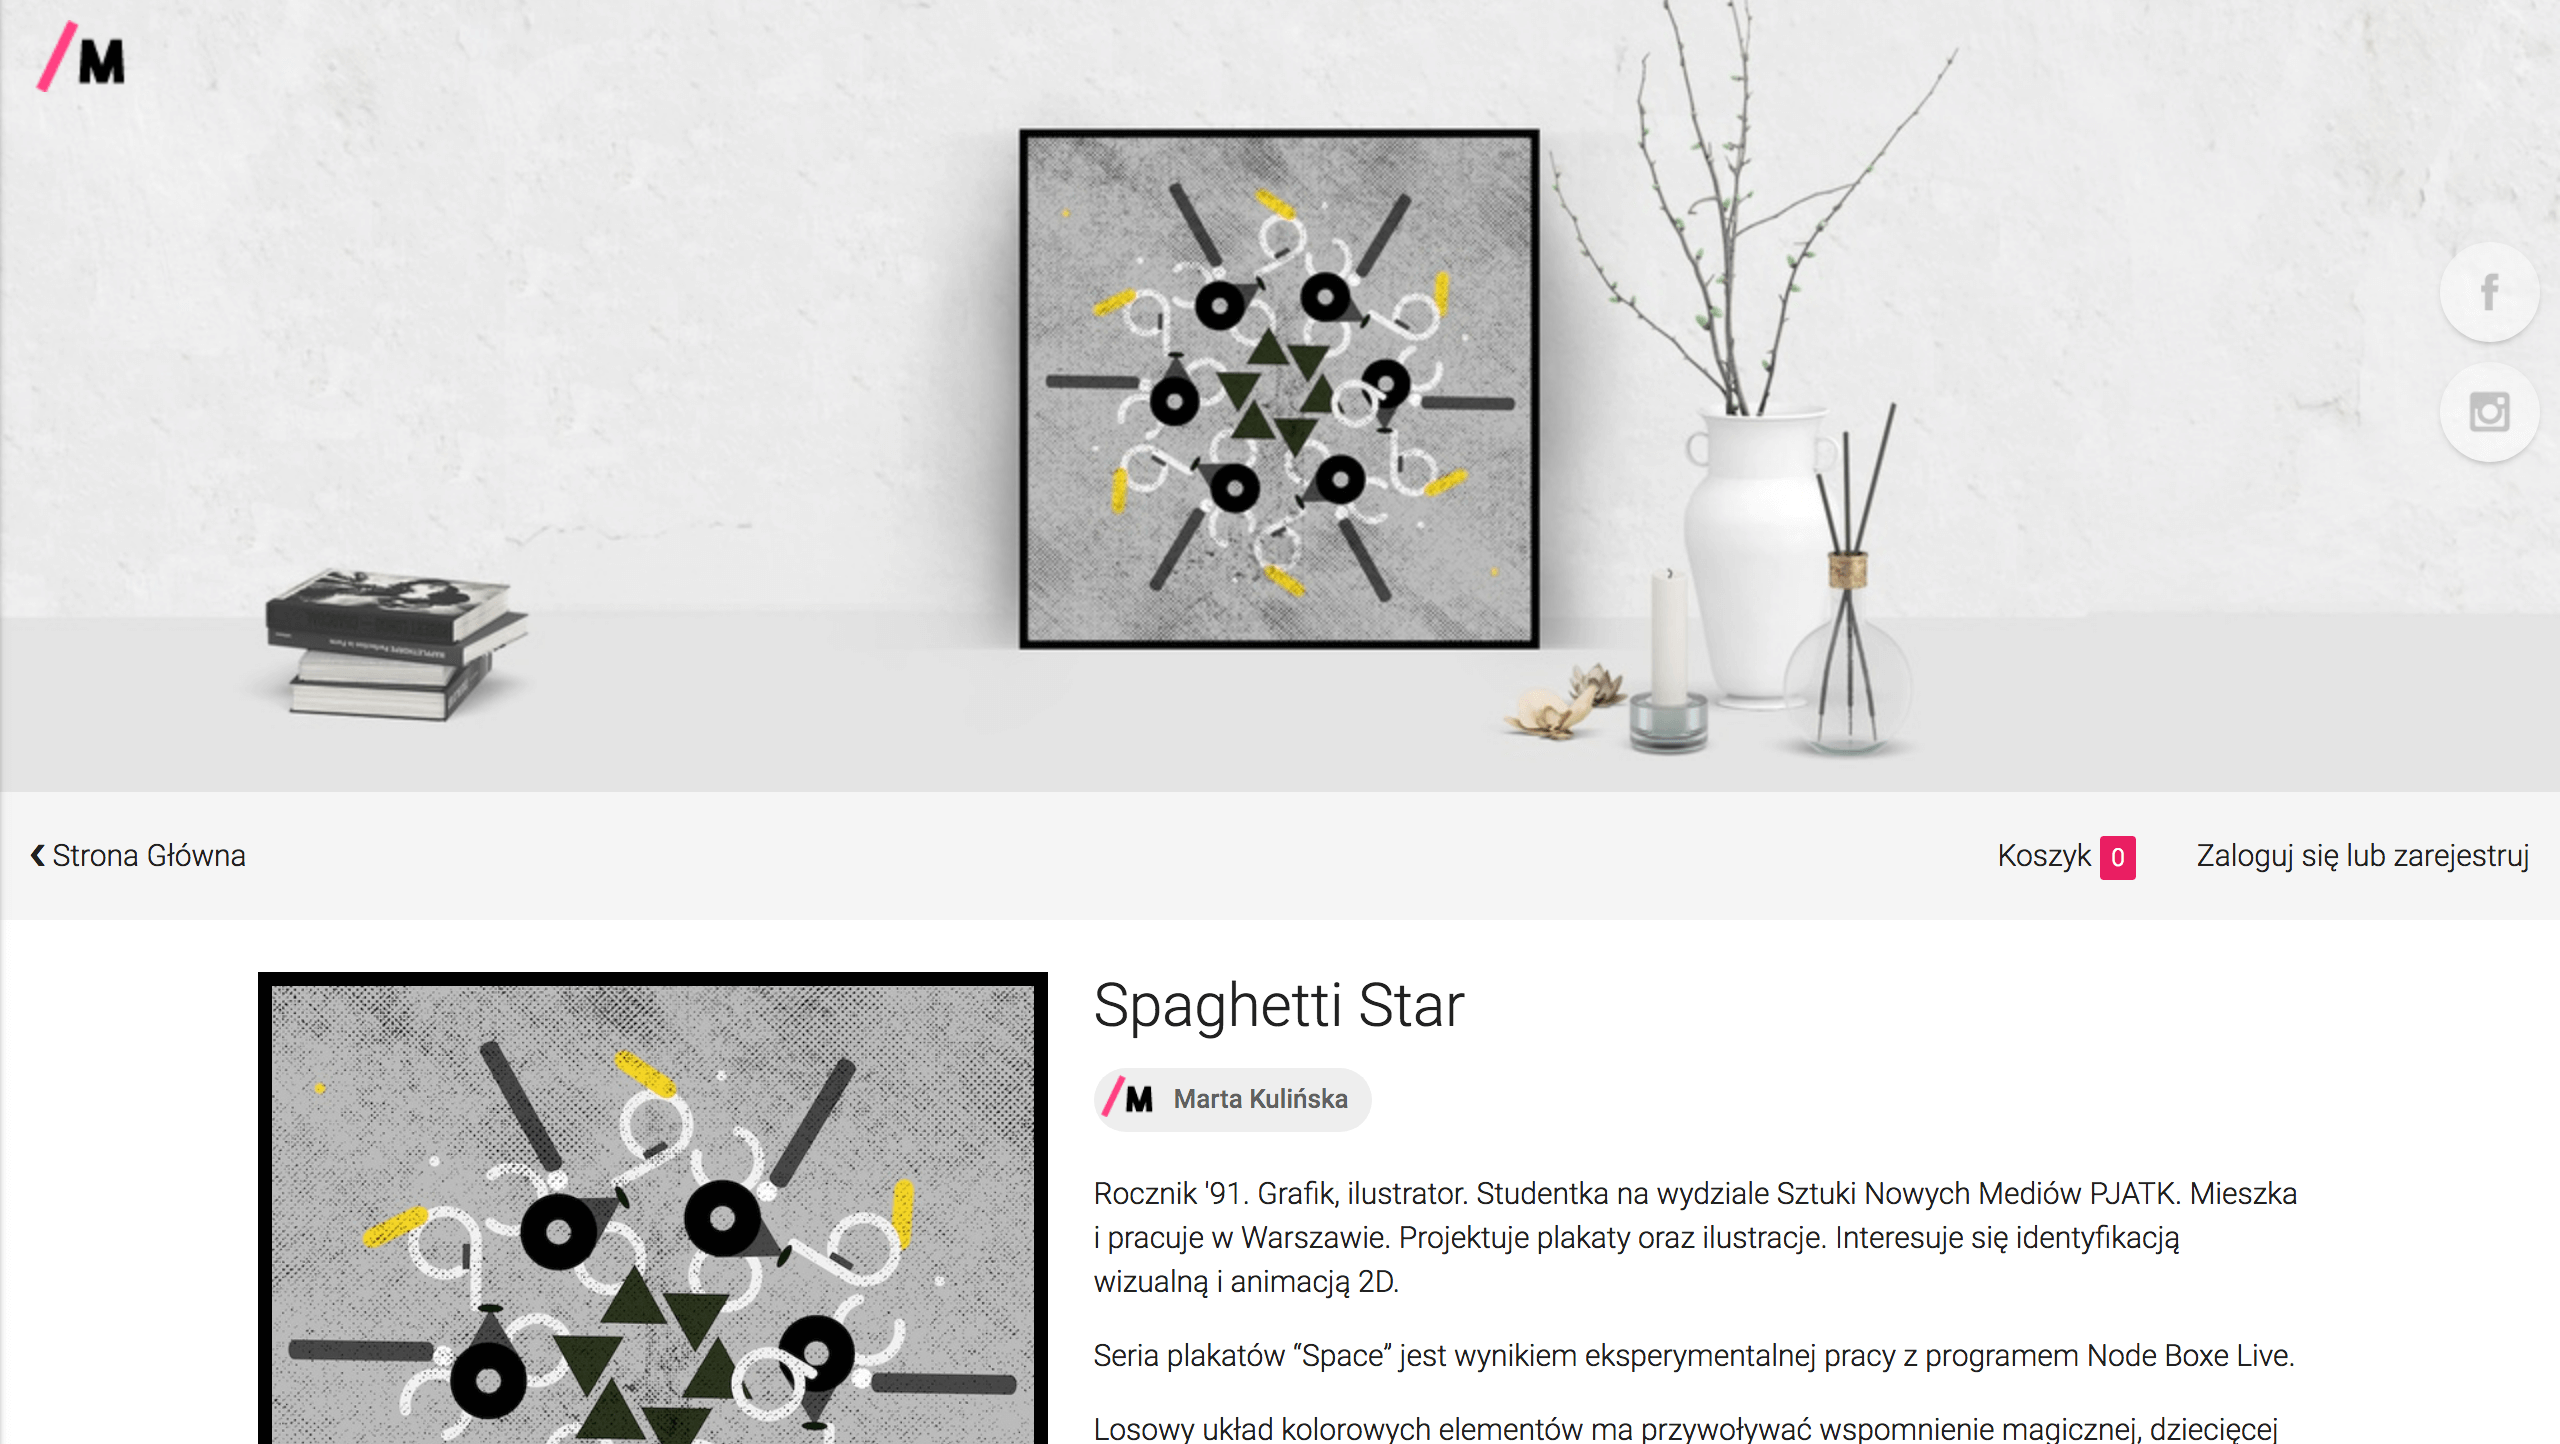 M
‹ Strona Główna
Koszyk 0
Zaloguj się lub zarejestruj
Spaghetti Star
M Marta Kulińska
Rocznik '91. Grafik, ilustrator. Studentka na wydziale Sztuki Nowych Mediów PJATK. Mieszka
i pracuje w Warszawie. Projektuje plakaty oraz ilustracje. Interesuje się identyfikacją
wizualną i animacją 2D.
Seria plakatów “Space” jest wynikiem eksperymentalnej pracy z programem Node Boxe Live.
Losowy układ kolorowych elementów ma przywoływać wspomnienie magicznej, dziecięcej